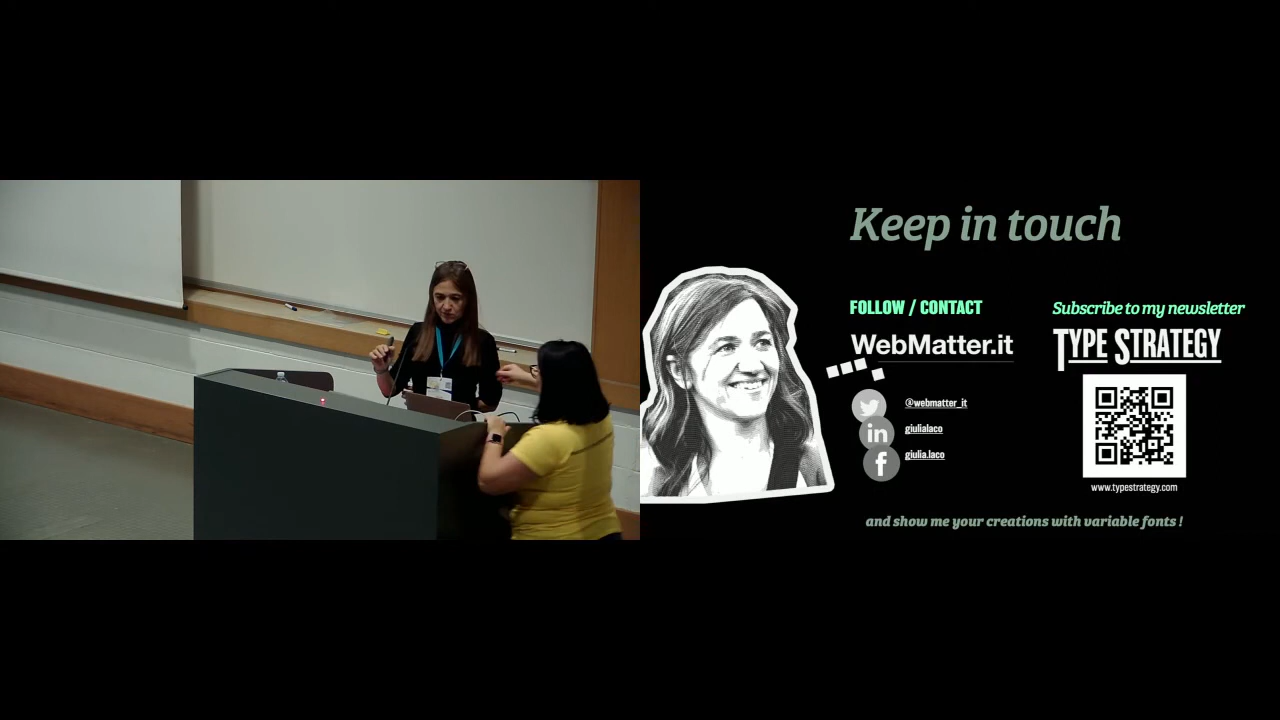 Keep in touch
FOLLOW / CONTACT
WebMatter.it
@webmatter_it
giulialaco
giulia.laco
Subscribe to my newsletter
TYPE STRATEGY
www.typestrategy.com
and show me your creations with variable fonts !